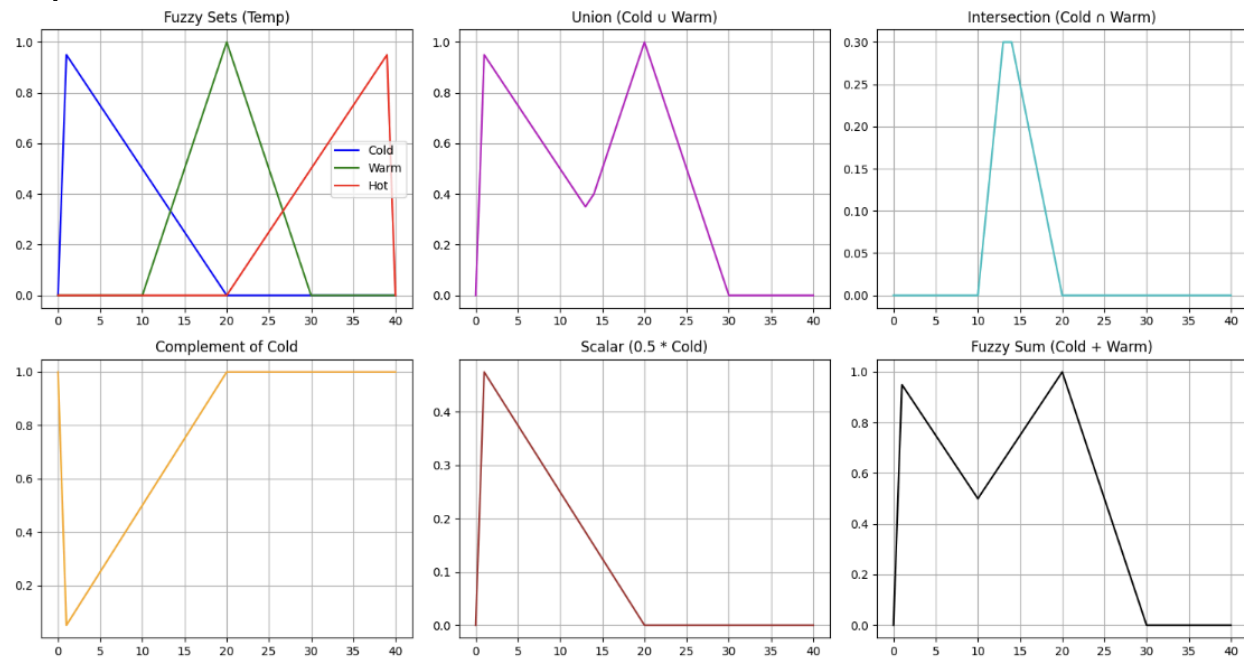 Fuzzy Sets (Temp)
1.0
0.8
0.6
0.4
0.2
0.0
Cold
Warm
Hot
0 5 10 15 20 25 30 35 40
Union (Cold ∪ Warm)
1.0
0.8
0.6
0.4
0.2
0.0
0 5 10 15 20 25 30 35 40
Intersection (Cold ∩ Warm)
0.30
0.25
0.20
0.15
0.10
0.05
0.00
0 5 10 15 20 25 30 35 40
Complement of Cold
1.0
0.8
0.6
0.4
0.2
0 5 10 15 20 25 30 35 40
Scalar (0.5 * Cold)
0.4
0.3
0.2
0.1
0.0
0 5 10 15 20 25 30 35 40
Fuzzy Sum (Cold + Warm)
1.0
0.8
0.6
0.4
0.2
0.0
0 5 10 15 20 25 30 35 40